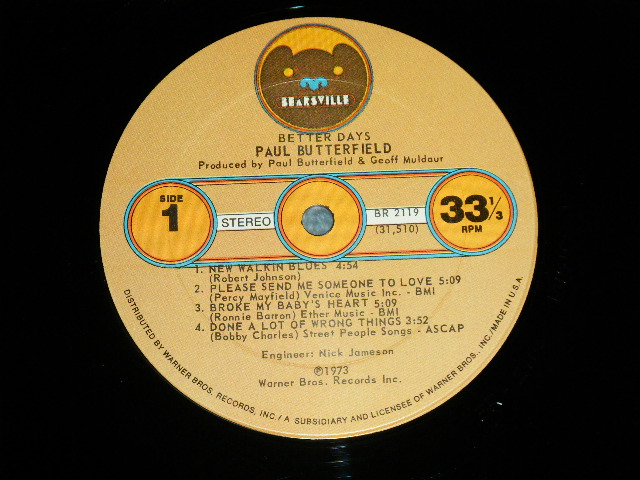 BEARSVILLE
BETTER DAYS
PAUL BUTTERFIELD
Produced by Paul Butterfield & Geoff Muldaur
SIDE
1
STEREO
BR 2119
(31,510)
33⅓
RPM
1. NEW WALKIN BLUES 4:54
(Robert Johnson)
2. PLEASE SEND ME SOMEONE TO LOVE 5:09
(Percy Mayfield) Venice Music Inc. - BMI
3. BROKE MY BABY'S HEART 5:09
(Ronnie Barron) Ether Music - BMI
4. DONE A LOT OF WRONG THINGS 3:52
(Bobby Charles) Street People Songs - ASCAP
Engineer: Nick Jameson
℗1973
Warner Bros. Records Inc.
DISTRIBUTED BY WARNER BROS. RECORDS, INC./A SUBSIDIARY AND LICENSEE OF WARNER BROS., INC. MADE IN U.S.A.